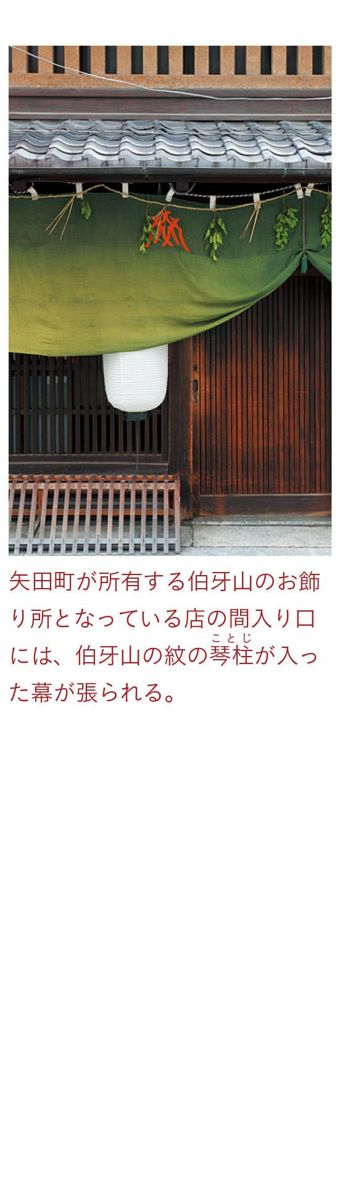 矢田町が所有する伯牙山のお飾
り所となっている店の間入り口
ことじ
には、伯牙山の紋の琴柱が入っ
た幕が張られる。